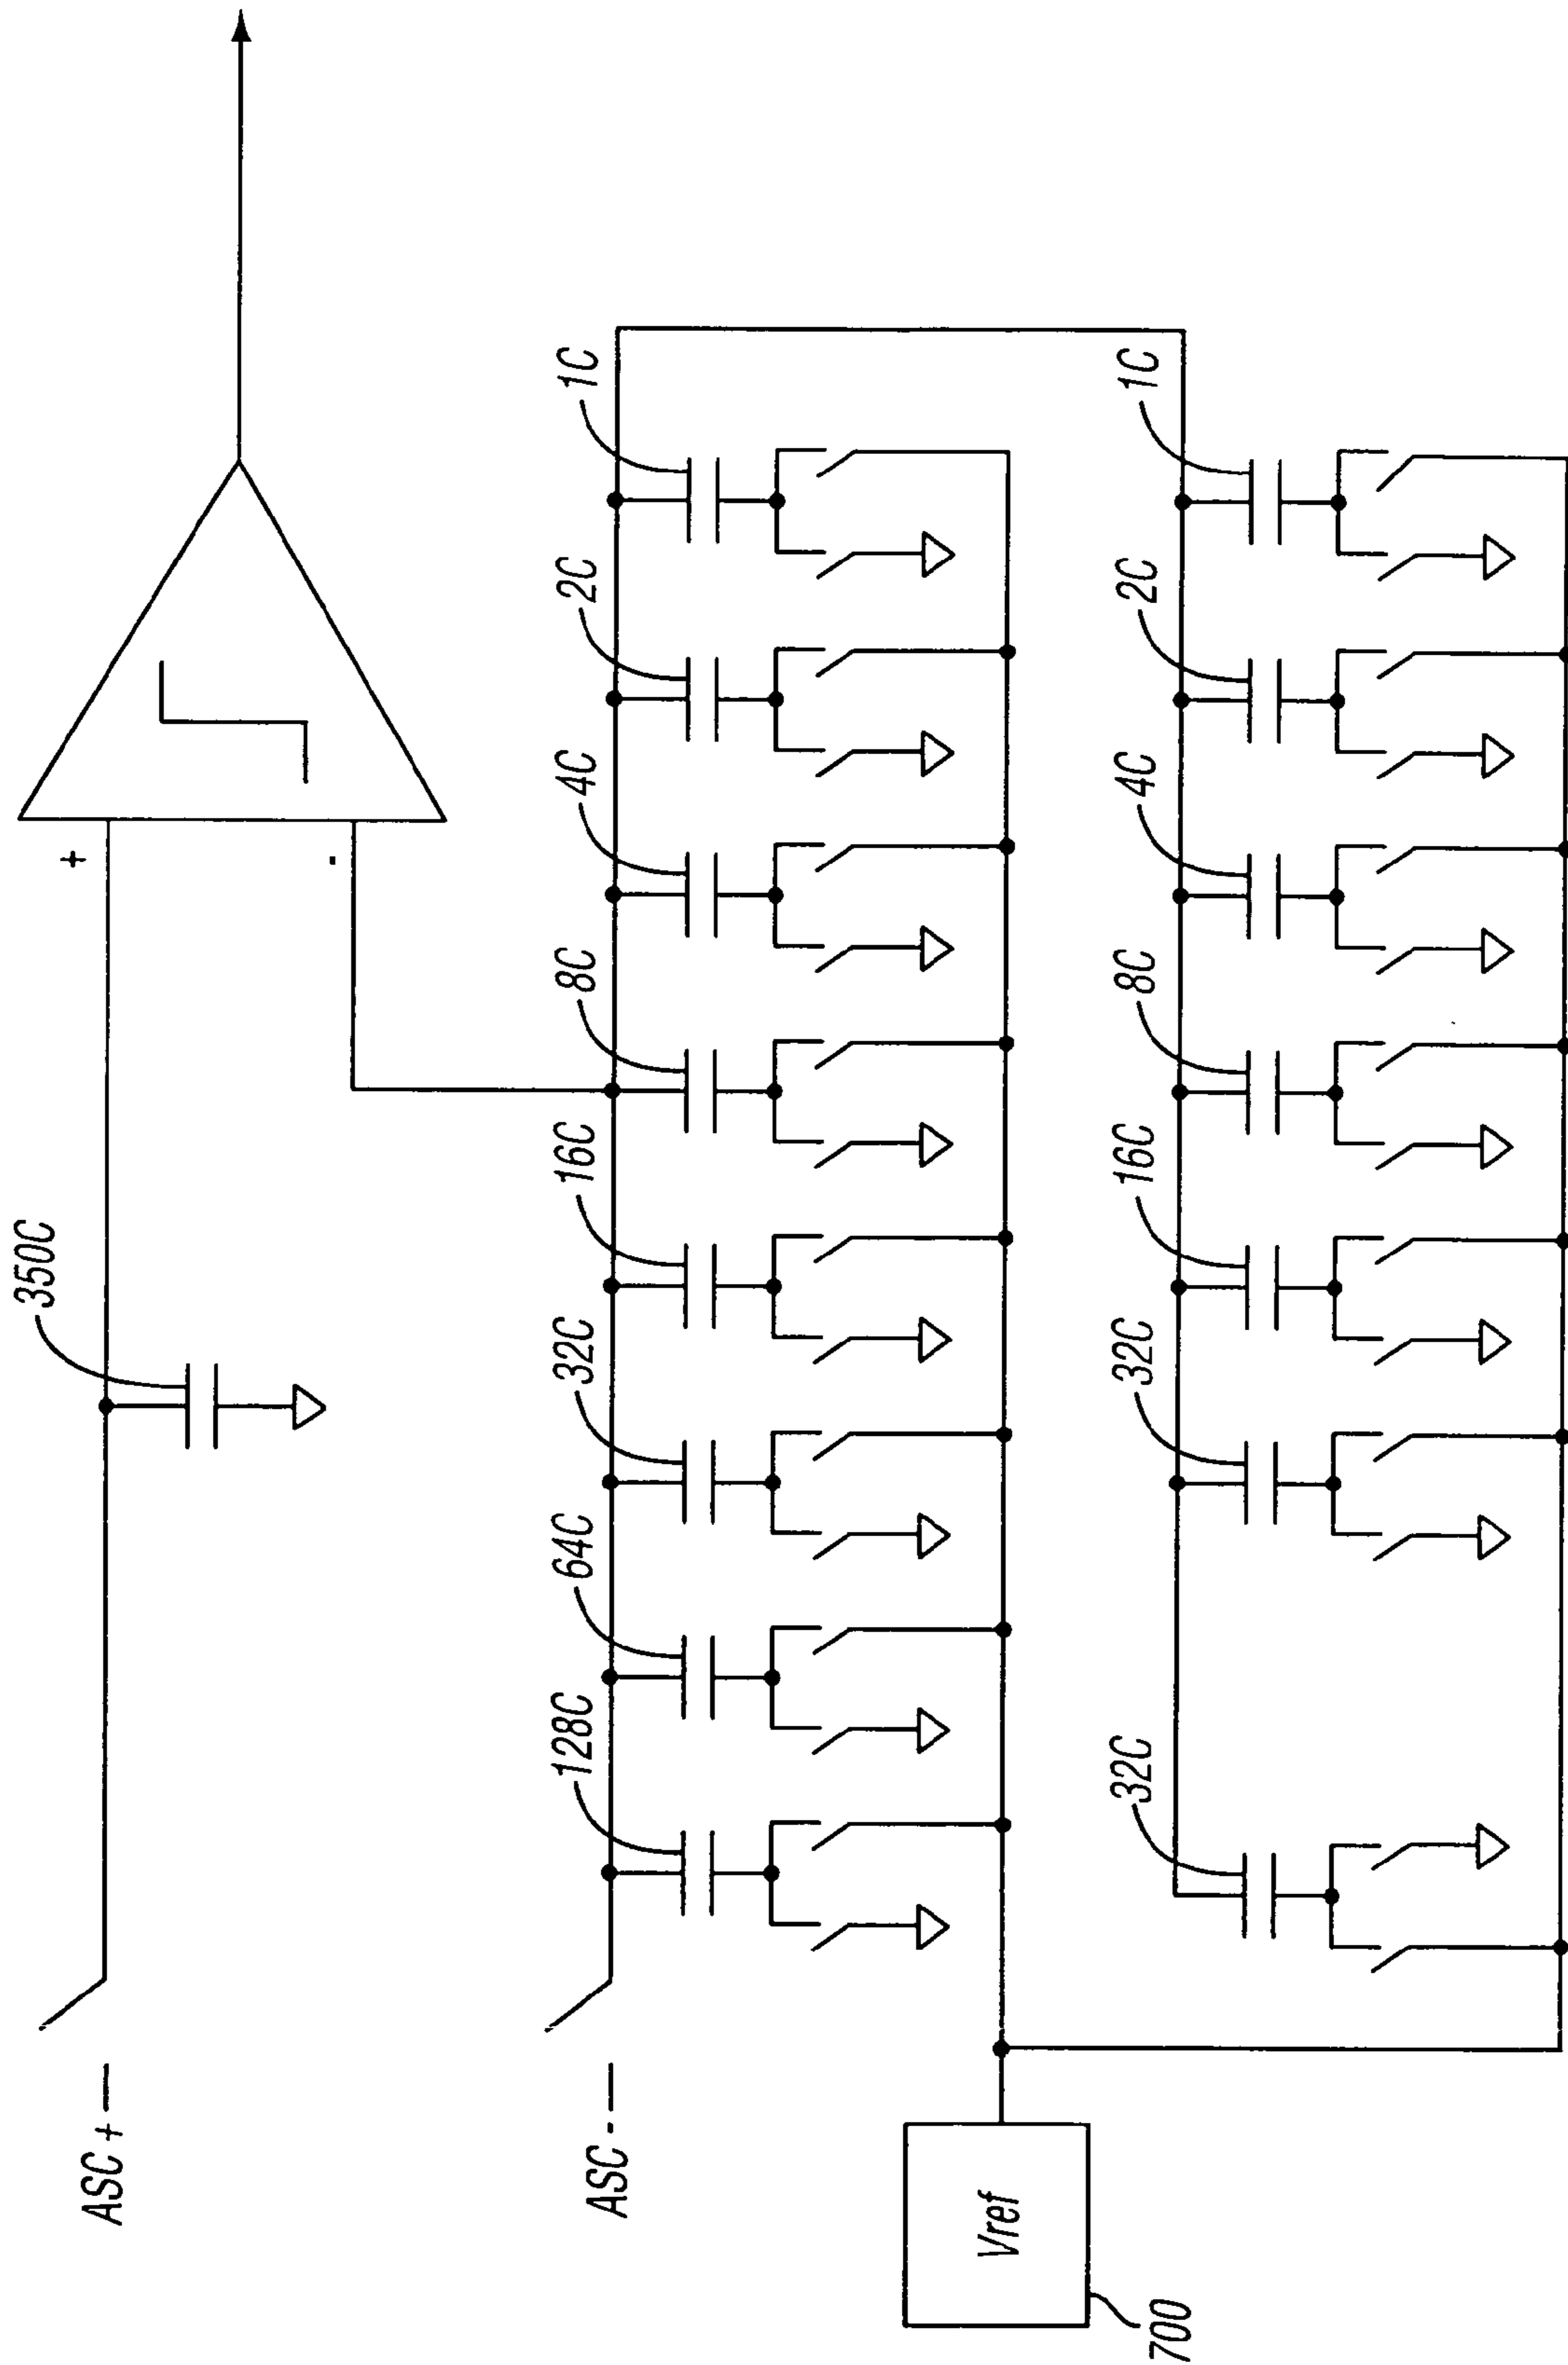 350C
+
-
ASC +
ASC -
128C
64C
32C
16C
8C
4C
2C
1C
32C
32C
16C
8C
4C
2C
1C
Vref
700